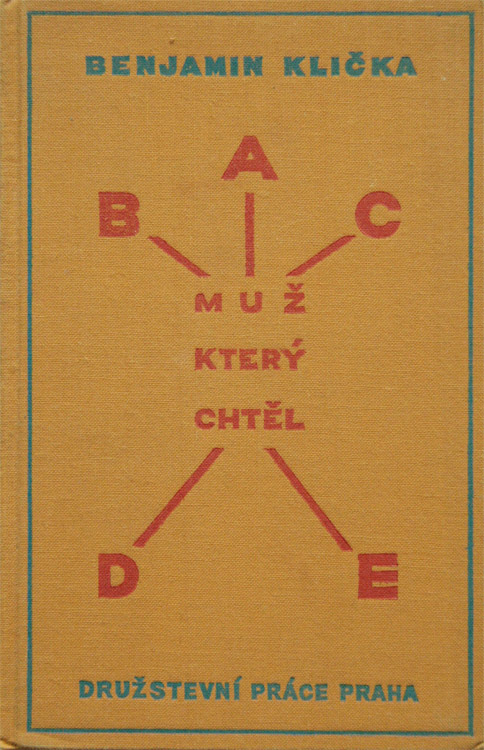 BENJAMIN KLIČKA
A
B C
MUŽ
KTERÝ
CHTĚL
D E
DRUŽSTEVNÍ PRÁCE PRAHA